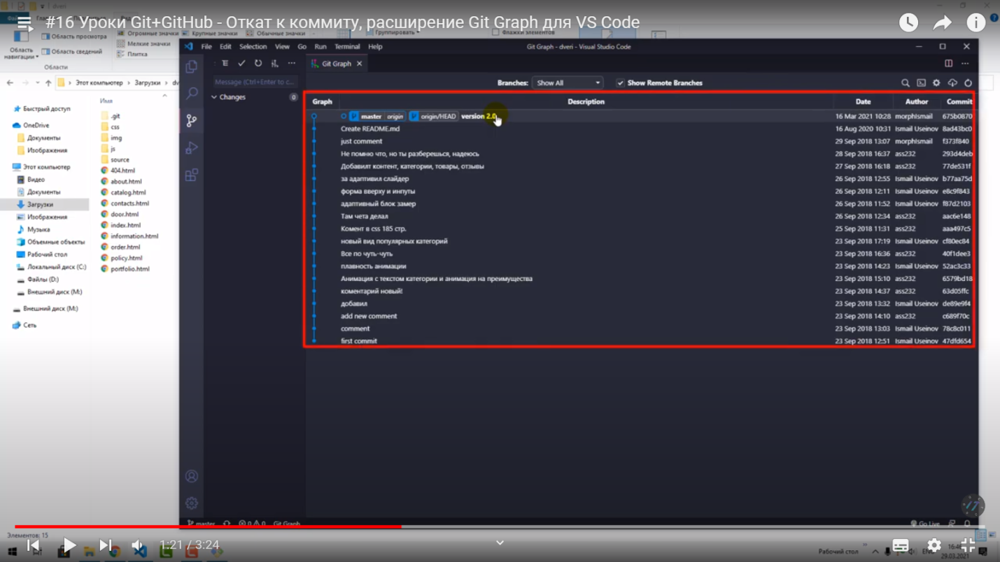 dveri
#16 Уроки Git+GitHub - Откат к коммиту, расширение Git Graph для VS Code
Область навигации
Область просмотра
Область сведений
Области
Огромные значки
Крупные значки
Обычные значки
Мелкие значки
Плитка
Группировать
Флажки элементов
Этот компьютер > Загрузки >
File Edit Selection View Go Run Terminal Help
Git Graph - dveri - Visual Studio Code
Git Graph
Message (Ctrl+Enter to c...
Changes 0
Branches: Show All Show Remote Branches
Быстрый доступ
OneDrive
Документы
Изображения
Этот компьютер
Видео
Документы
Загрузки
Изображения
Музыка
Объемные объекты
Рабочий стол
Локальный диск (C:)
Файлы (D:)
Внешний диск (M:)
Внешний диск (M:)
Сеть
Имя
.git
css
img
js
source
404.html
about.html
catalog.html
contacts.html
door.html
index.html
information.html
order.html
policy.html
portfolio.html
Graph Description Date Author Commit
master origin origin/HEAD version 2.0 16 Mar 2021 10:28 morphIsmail 675b0870
Create README.md 16 Aug 2020 10:31 Ismail Useinov 8ad43bc0
just comment 29 Sep 2018 13:07 morphIsmail f373f840
Не помню что, но ты разберешься, надеюсь 28 Sep 2018 16:37 ass232 293d4deb
Добавилт контент, категории, товары, отзывы 27 Sep 2018 16:18 ass232 77de531f
за адаптивил слайдер 26 Sep 2018 12:55 Ismail Useinov b77aa75d
форма вверху и инпуты 26 Sep 2018 12:11 Ismail Useinov e8c9f843
адаптивный блок замер 26 Sep 2018 11:52 Ismail Useinov f87d2103
Там чета делал 26 Sep 2018 12:34 ass232 aac6e148
Комент в css 185 стр. 25 Sep 2018 11:31 ass232 aaa497c5
новый вид популярных категорий 23 Sep 2018 17:19 Ismail Useinov cf80ec84
Все по чуть-чуть 23 Sep 2018 16:36 ass232 40f1dee3
плавность анимации 23 Sep 2018 14:23 Ismail Useinov 52ac3c33
Анимация с текстом категории и анимация на преимущества 23 Sep 2018 15:10 ass232 6579bd18
коментарий новый! 23 Sep 2018 14:37 ass232 63d05ffc
добавил 23 Sep 2018 13:32 Ismail Useinov de89e9f4
add new comment 23 Sep 2018 14:10 ass232 c689f70c
comment 23 Sep 2018 13:03 Ismail Useinov 78c8c011
first commit 23 Sep 2018 12:51 Ismail Useinov 47dfd654
master 0 0 Git Graph Go Live
Элементов: 15
1:21 / 3:24
Рабочий стол
29.03.2021